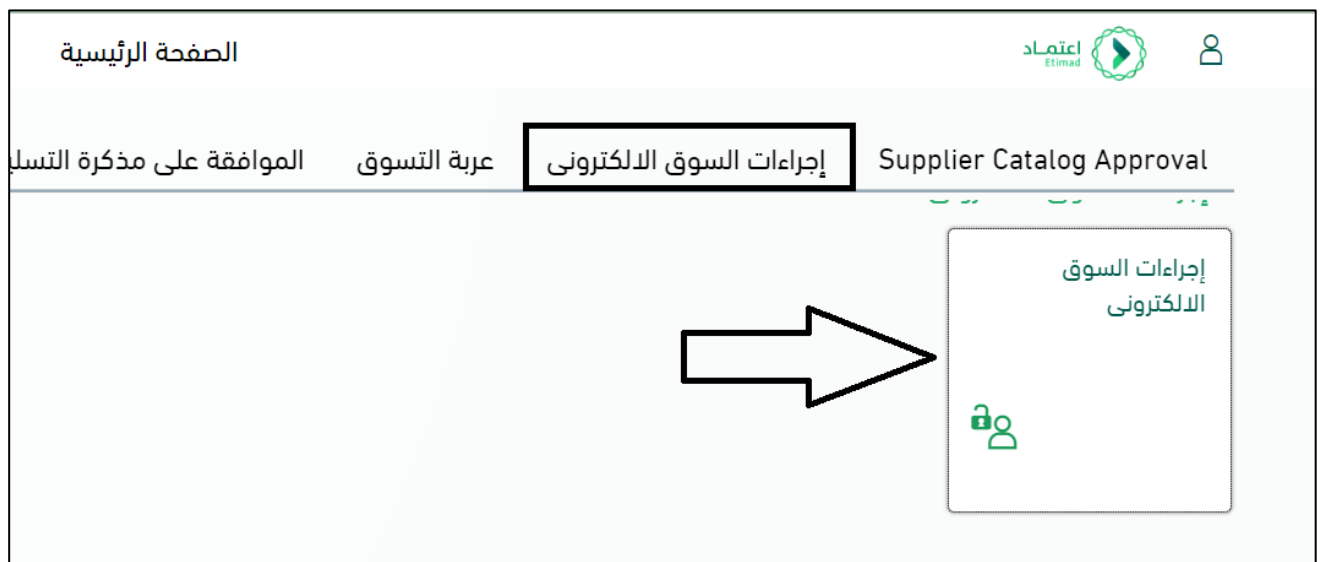 اعتماد
Etimad
الصفحة الرئيسية
Supplier Catalog Approval
إجراءات السوق الالكترونى
عربة التسوق
الموافقة على مذكرة
إجراءات السوق
الالكترونى